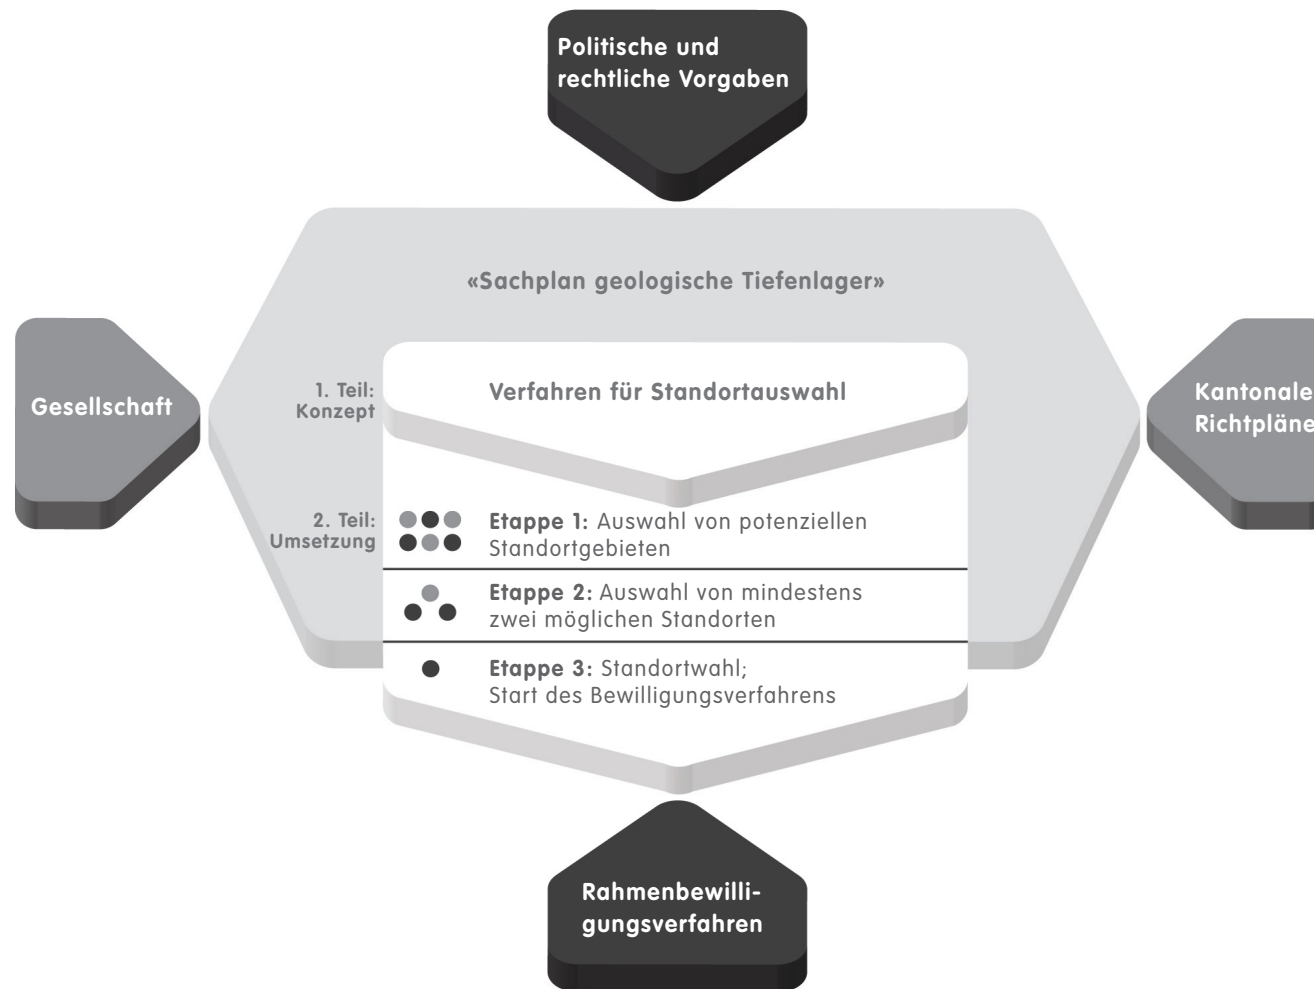 Politische und
rechtliche Vorgaben
«Sachplan geologische Tiefenlager»
Gesellschaft
Kantonale
Richtpläne
1. Teil:
Konzept
Verfahren für Standortauswahl
2. Teil:
Umsetzung
Etappe 1: Auswahl von potenziellen
Standortgebieten
Etappe 2: Auswahl von mindestens
zwei möglichen Standorten
Etappe 3: Standortwahl;
Start des Bewilligungsverfahrens
Rahmenbewilli-
gungsverfahren